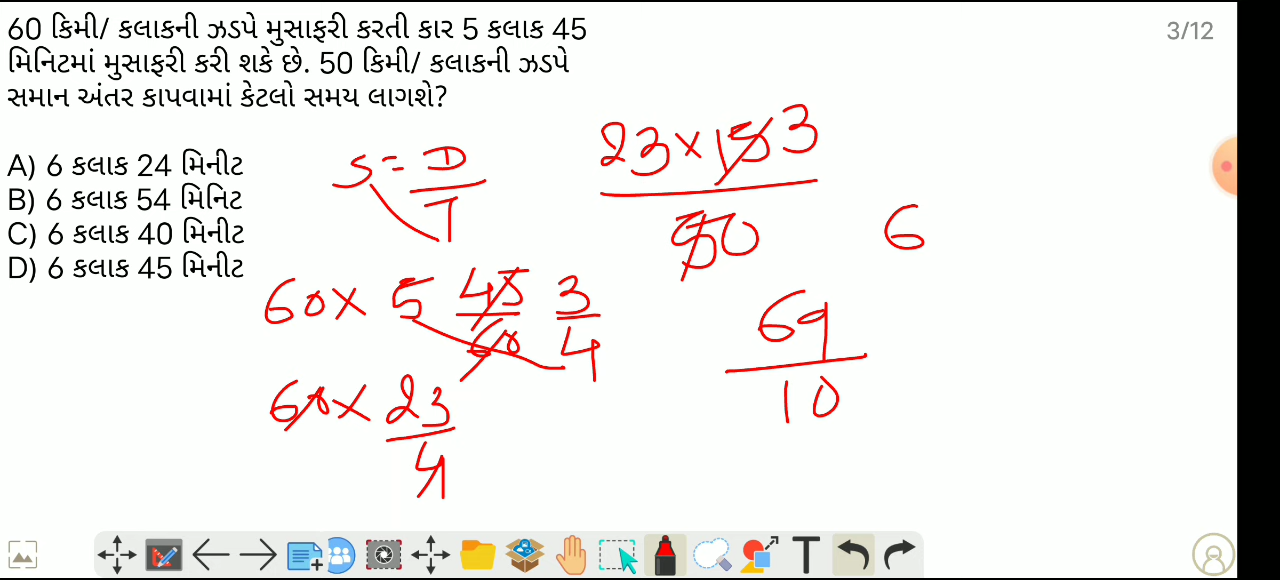 60 કિમી/ કલાકની ઝડપે મુસાફરી કરતી કાર 5 કલાક 45
મિનિટમાં મુસાફરી કરી શકે છે. 50 કિમી/ કલાકની ઝડપે
સમાન અંતર કાપવામાં કેટલો સમય લાગશે?
A) 6 કલાક 24 મિનીટ
B) 6 કલાક 54 મિનિટ
C) 6 કલાક 40 મિનીટ
D) 6 કલાક 45 મિનીટ
3/12
S = D/T
60 x 5 45/60 3/4
60 x 23/4
23 x 15 3
50
6
69/10
T